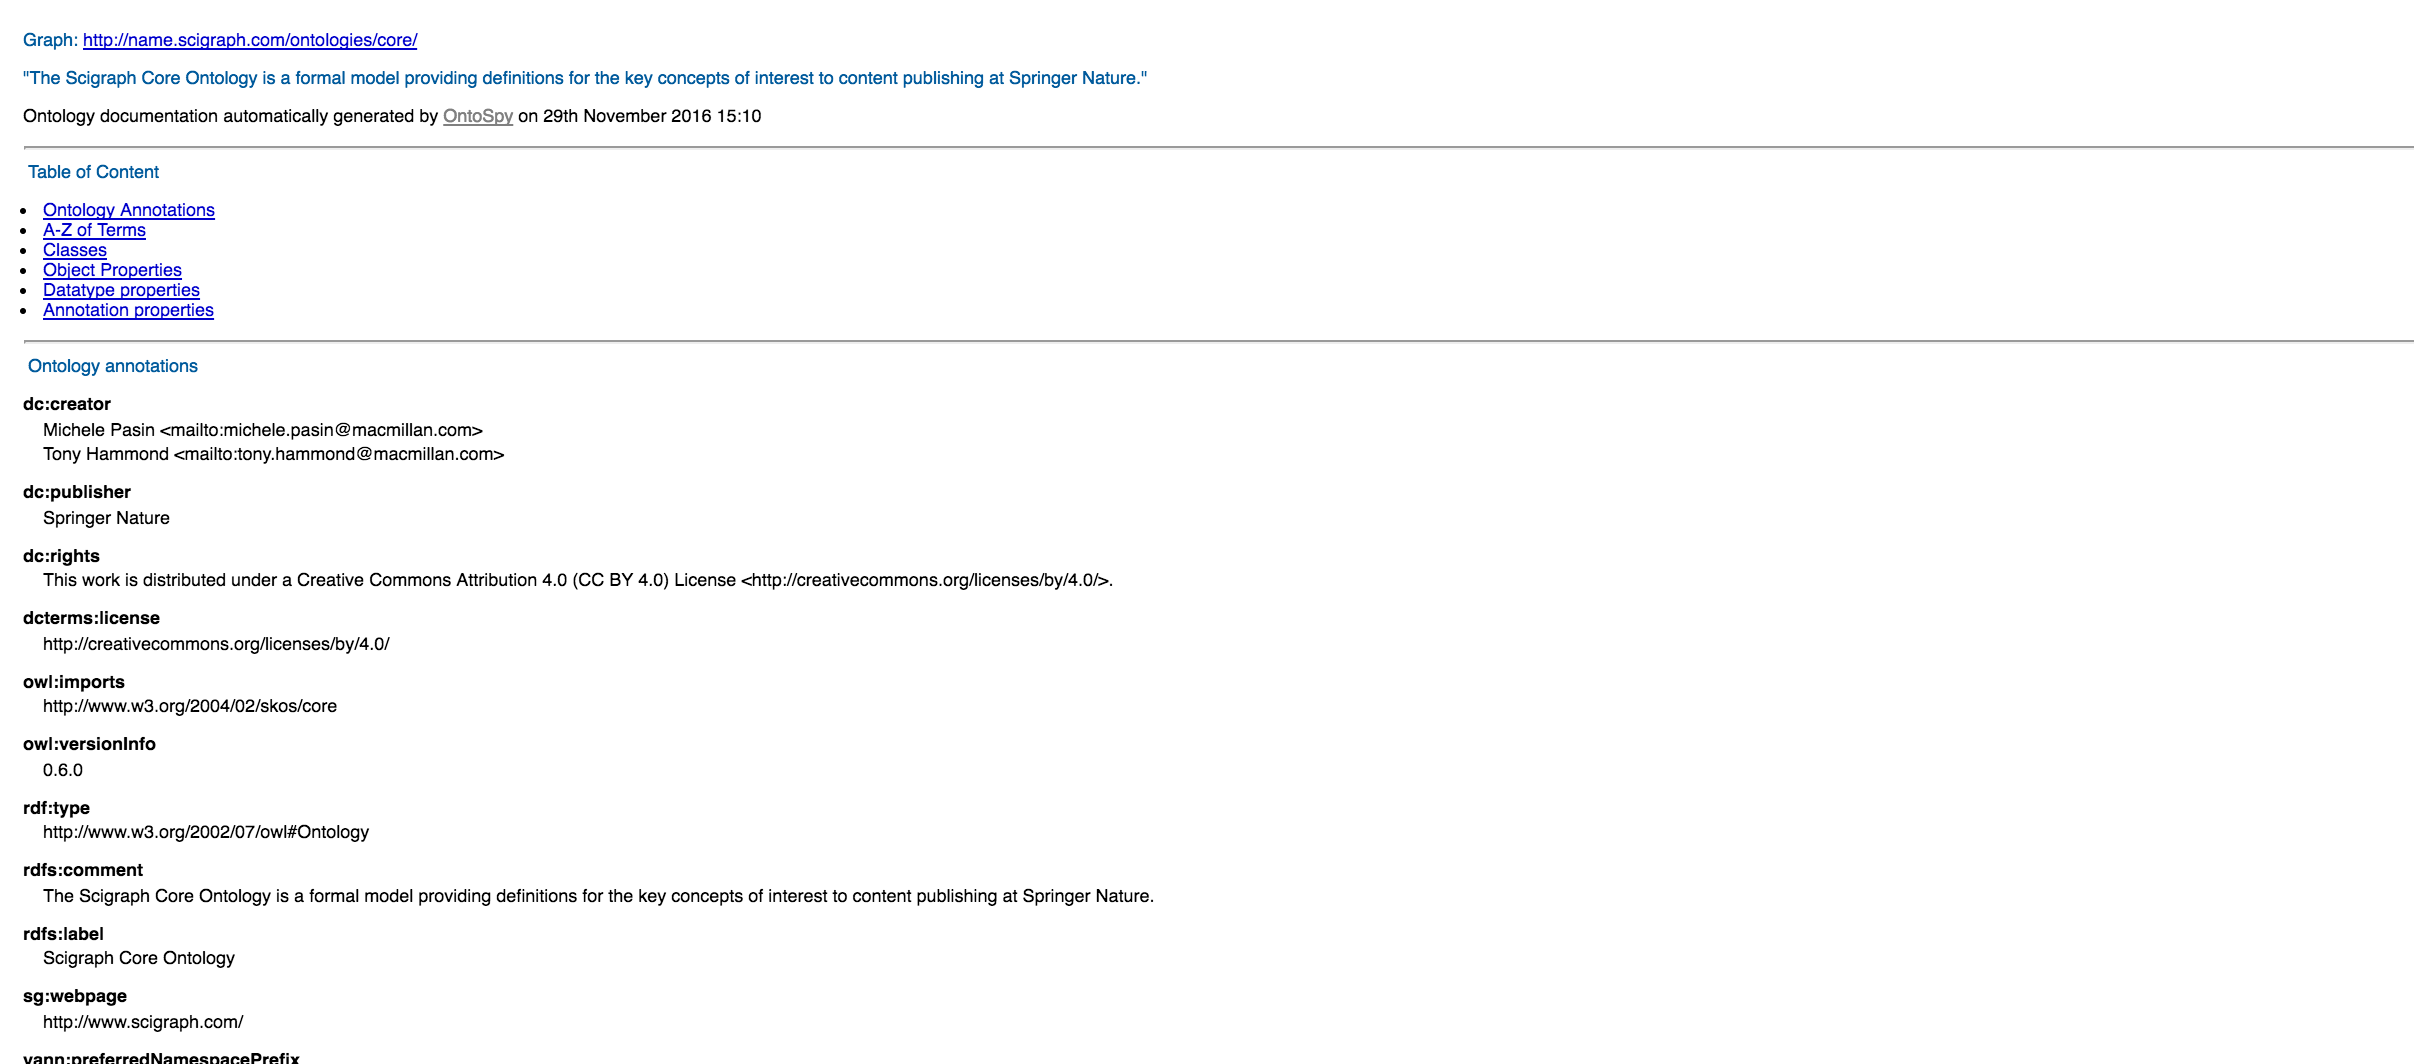 Graph: http://name.scigraph.com/ontologies/core/
"The Scigraph Core Ontology is a formal model providing definitions for the key concepts of interest to content publishing at Springer Nature."
Ontology documentation automatically generated by OntoSpy on 29th November 2016 15:10
Table of Content
Ontology Annotations
A-Z of Terms
Classes
Object Properties
Datatype properties
Annotation properties
Ontology annotations
dc:creator
Michele Pasin <mailto:michele.pasin@macmillan.com>
Tony Hammond <mailto:tony.hammond@macmillan.com>
dc:publisher
Springer Nature
dc:rights
This work is distributed under a Creative Commons Attribution 4.0 (CC BY 4.0) License <http://creativecommons.org/licenses/by/4.0/>.
dcterms:license
http://creativecommons.org/licenses/by/4.0/
owl:imports
http://www.w3.org/2004/02/skos/core
owl:versionInfo
0.6.0
rdf:type
http://www.w3.org/2002/07/owl#Ontology
rdfs:comment
The Scigraph Core Ontology is a formal model providing definitions for the key concepts of interest to content publishing at Springer Nature.
rdfs:label
Scigraph Core Ontology
sg:webpage
http://www.scigraph.com/
vann:preferredNamespacePrefix